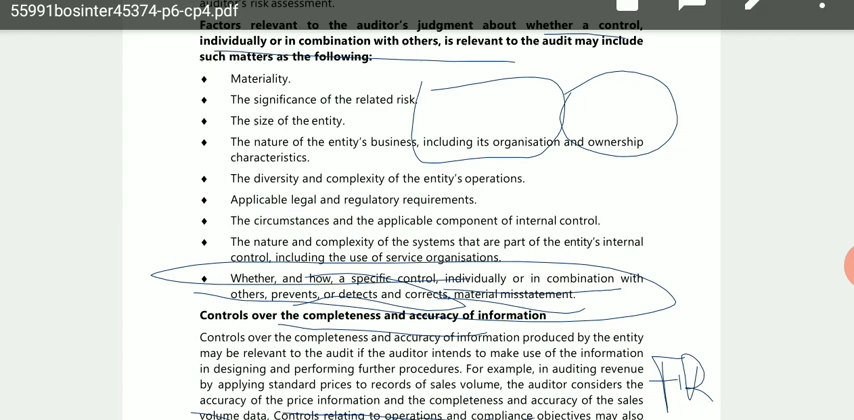 55991bosinter45374-p6-cp4.pdf
auditor's risk assessment.
Factors relevant to the auditor's judgment about whether a control,
individually or in combination with others, is relevant to the audit may include
such matters as the following:
♦ Materiality.
♦ The significance of the related risk.
♦ The size of the entity.
♦ The nature of the entity's business, including its organisation and ownership
characteristics.
♦ The diversity and complexity of the entity's operations.
♦ Applicable legal and regulatory requirements.
♦ The circumstances and the applicable component of internal control.
♦ The nature and complexity of the systems that are part of the entity's internal
control, including the use of service organisations.
♦ Whether, and how, a specific control, individually or in combination with
others, prevents, or detects and corrects, material misstatement.
Controls over the completeness and accuracy of information
Controls over the completeness and accuracy of information produced by the entity
may be relevant to the audit if the auditor intends to make use of the information
in designing and performing further procedures. For example, in auditing revenue
by applying standard prices to records of sales volume, the auditor considers the
accuracy of the price information and the completeness and accuracy of the sales
volume data. Controls relating to operations and compliance objectives may also